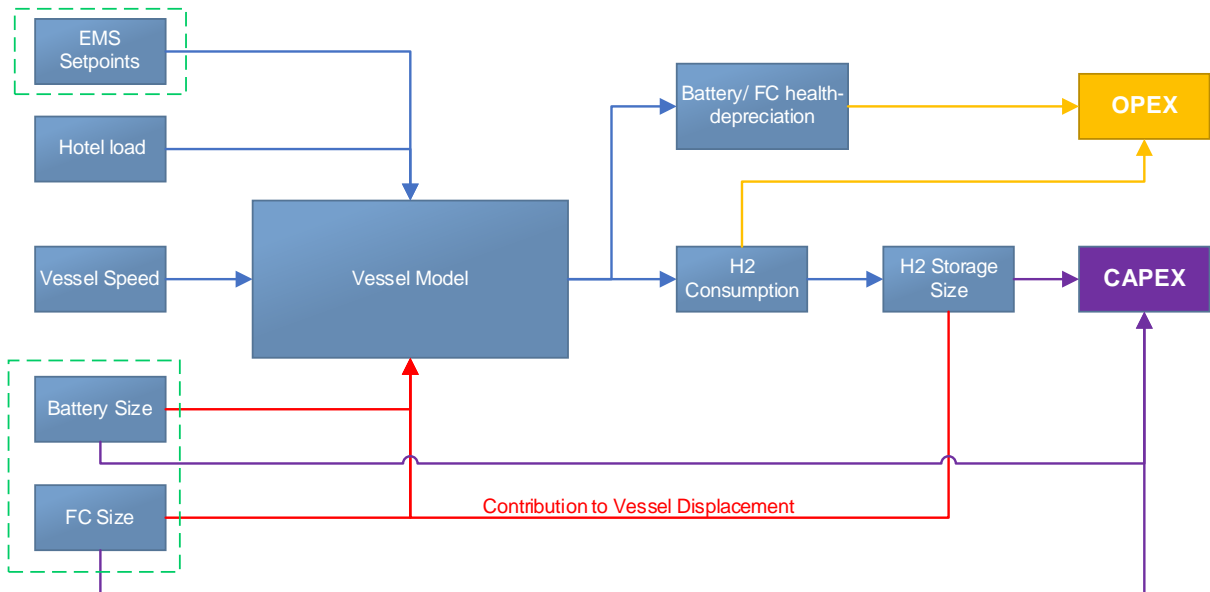 EMS
Setpoints
Hotel load
Vessel Speed
Battery Size
FC Size
Vessel Model
Battery/ FC health-
depreciation
H2
Consumption
H2 Storage
Size
OPEX
CAPEX
Contribution to Vessel Displacement